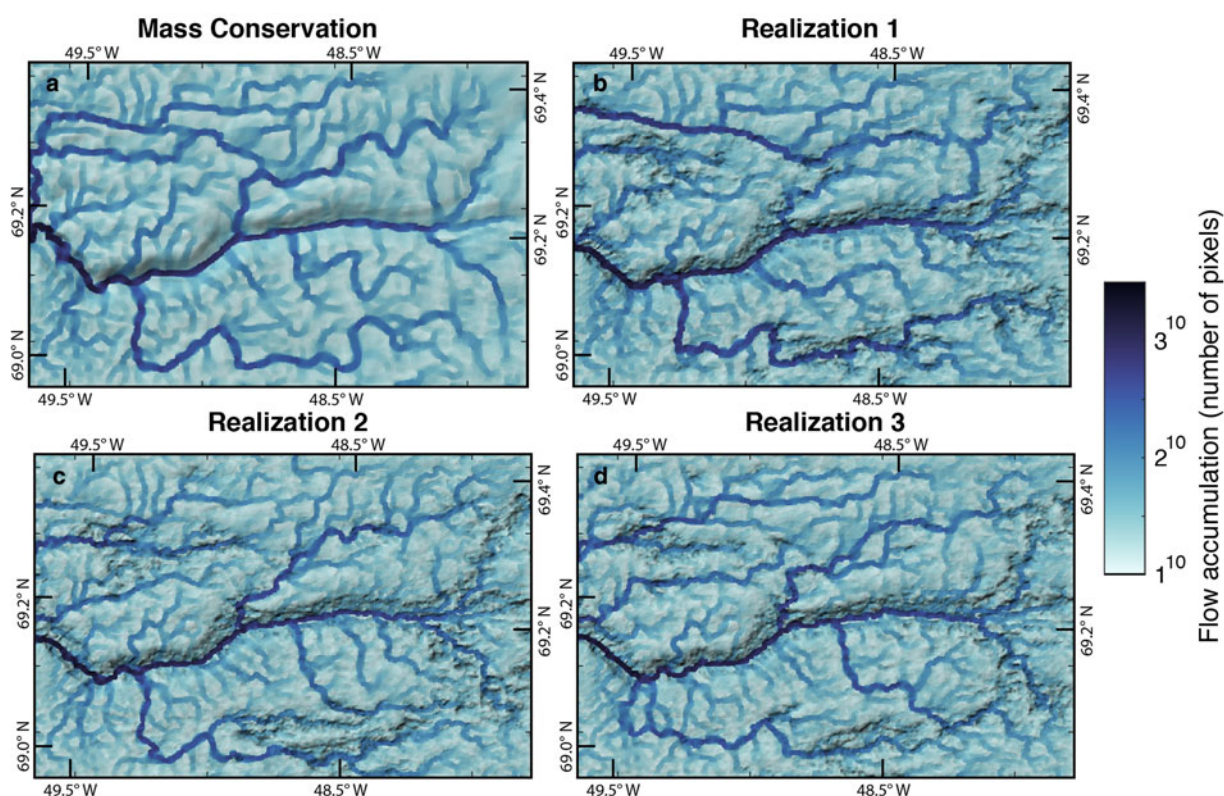 Mass Conservation
Realization 1
49.5° W
48.5° W
49.5° W
48.5° W
a
b
69.4° N
69.4° N
69.2° N
69.2° N
69.2° N
69.2° N
69.0° N
69.0° N
49.5° W
48.5° W
49.5° W
48.5° W
Realization 2
Realization 3
49.5° W
48.5° W
49.5° W
48.5° W
c
d
69.4° N
69.4° N
69.2° N
69.2° N
69.2° N
69.2° N
69.0° N
69.0° N
49.5° W
48.5° W
49.5° W
48.5° W
3 10
2 10
1 10
Flow accumulation (number of pixels)